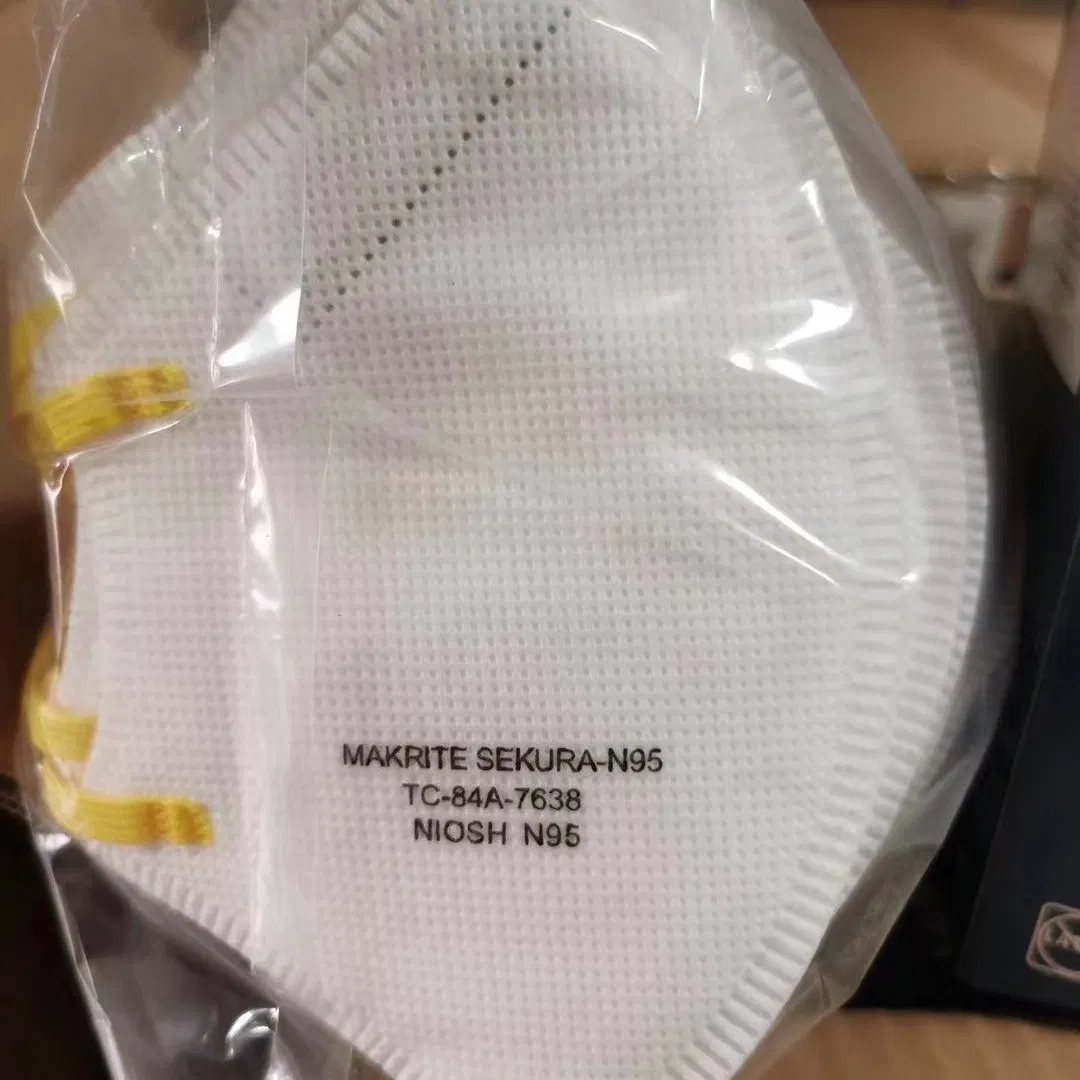 MAKRITE SEKURA-N95
TC-84A-7638
NIOSH N95